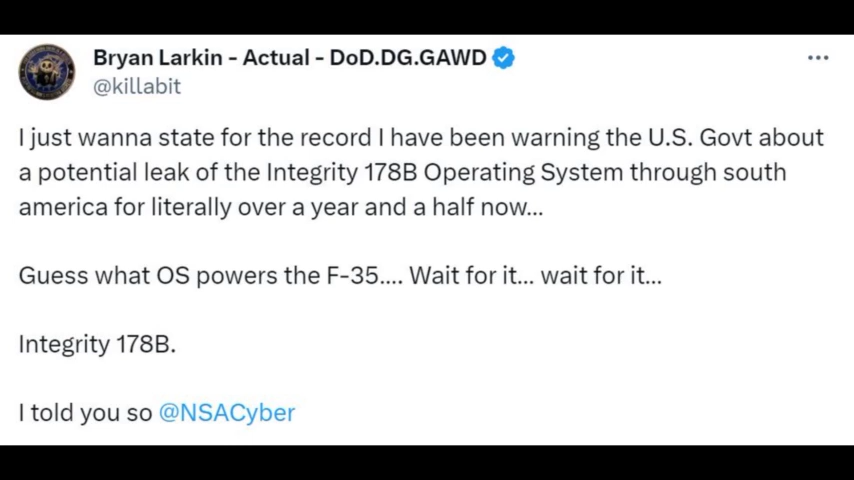 Bryan Larkin - Actual - DoD.DG.GAWD
@killabit
I just wanna state for the record I have been warning the U.S. Govt about
a potential leak of the Integrity 178B Operating System through south
america for literally over a year and a half now...
Guess what OS powers the F-35.... Wait for it... wait for it...
Integrity 178B.
I told you so @NSACyber